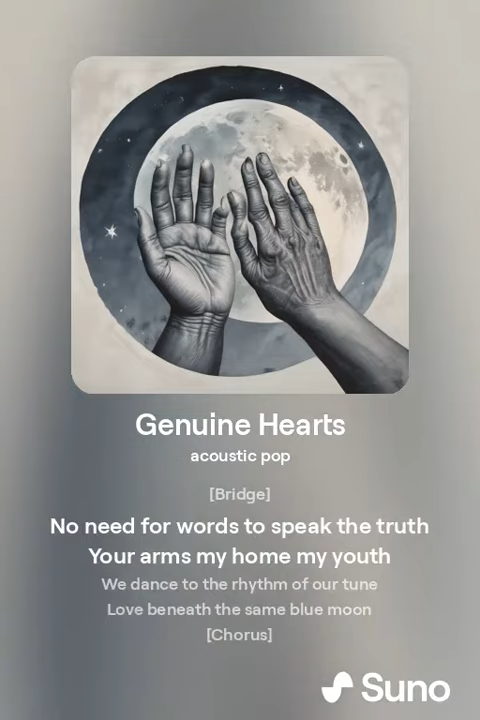 Genuine Hearts
acoustic pop
[Bridge]
No need for words to speak the truth
Your arms my home my youth
We dance to the rhythm of our tune
Love beneath the same blue moon
[Chorus]
Suno